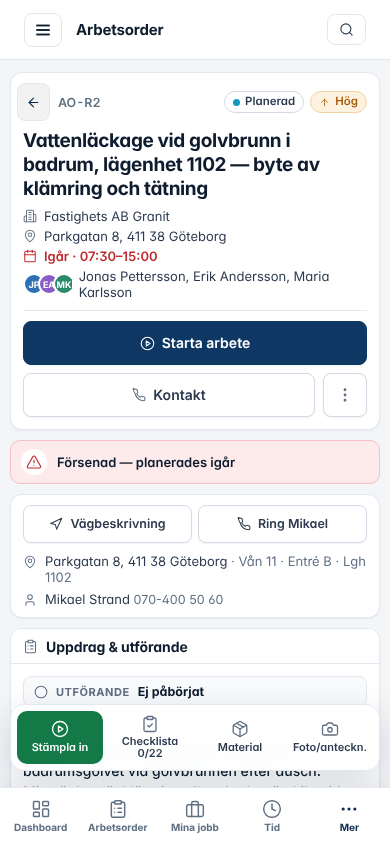 Arbetsorder
AO-R2
Planerad
Hög
Vattenläckage vid golvbrunn i
badrum, lägenhet 1102 — byte av
klämring och tätning
Fastighets AB Granit
Parkgatan 8, 411 38 Göteborg
Igår · 07:30–15:00
JP EA MK
Jonas Pettersson, Erik Andersson, Maria
Karlsson
Starta arbete
Kontakt
Försenad — planerades igår
Vägbeskrivning
Ring Mikael
Parkgatan 8, 411 38 Göteborg · Vån 11 · Entré B · Lgh
1102
Mikael Strand 070-400 50 60
Uppdrag & utförande
UTFÖRANDE Ej påbörjat
Stämpla in
Checklista
0/22
Material
Foto/anteckn.
badrumsgolvet vid golvbrunnen efter dusch.
Dashboard
Arbetsorder
Mina jobb
Tid
Mer